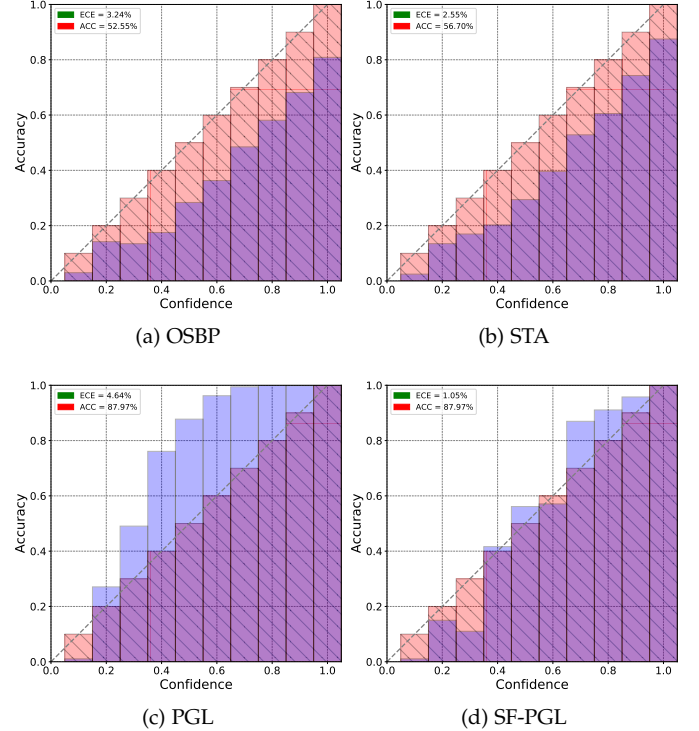 ECE = 3.24%
ACC = 52.55%
1.0
0.8
0.6
0.4
0.2
0.0
Accuracy
0.0 0.2 0.4 0.6 0.8 1.0
Confidence
(a) OSBP
ECE = 2.55%
ACC = 56.70%
1.0
0.8
0.6
0.4
0.2
0.0
Accuracy
0.0 0.2 0.4 0.6 0.8 1.0
Confidence
(b) STA
ECE = 4.64%
ACC = 87.97%
1.0
0.8
0.6
0.4
0.2
0.0
Accuracy
0.0 0.2 0.4 0.6 0.8 1.0
Confidence
(c) PGL
ECE = 1.05%
ACC = 87.97%
1.0
0.8
0.6
0.4
0.2
0.0
Accuracy
0.0 0.2 0.4 0.6 0.8 1.0
Confidence
(d) SF-PGL